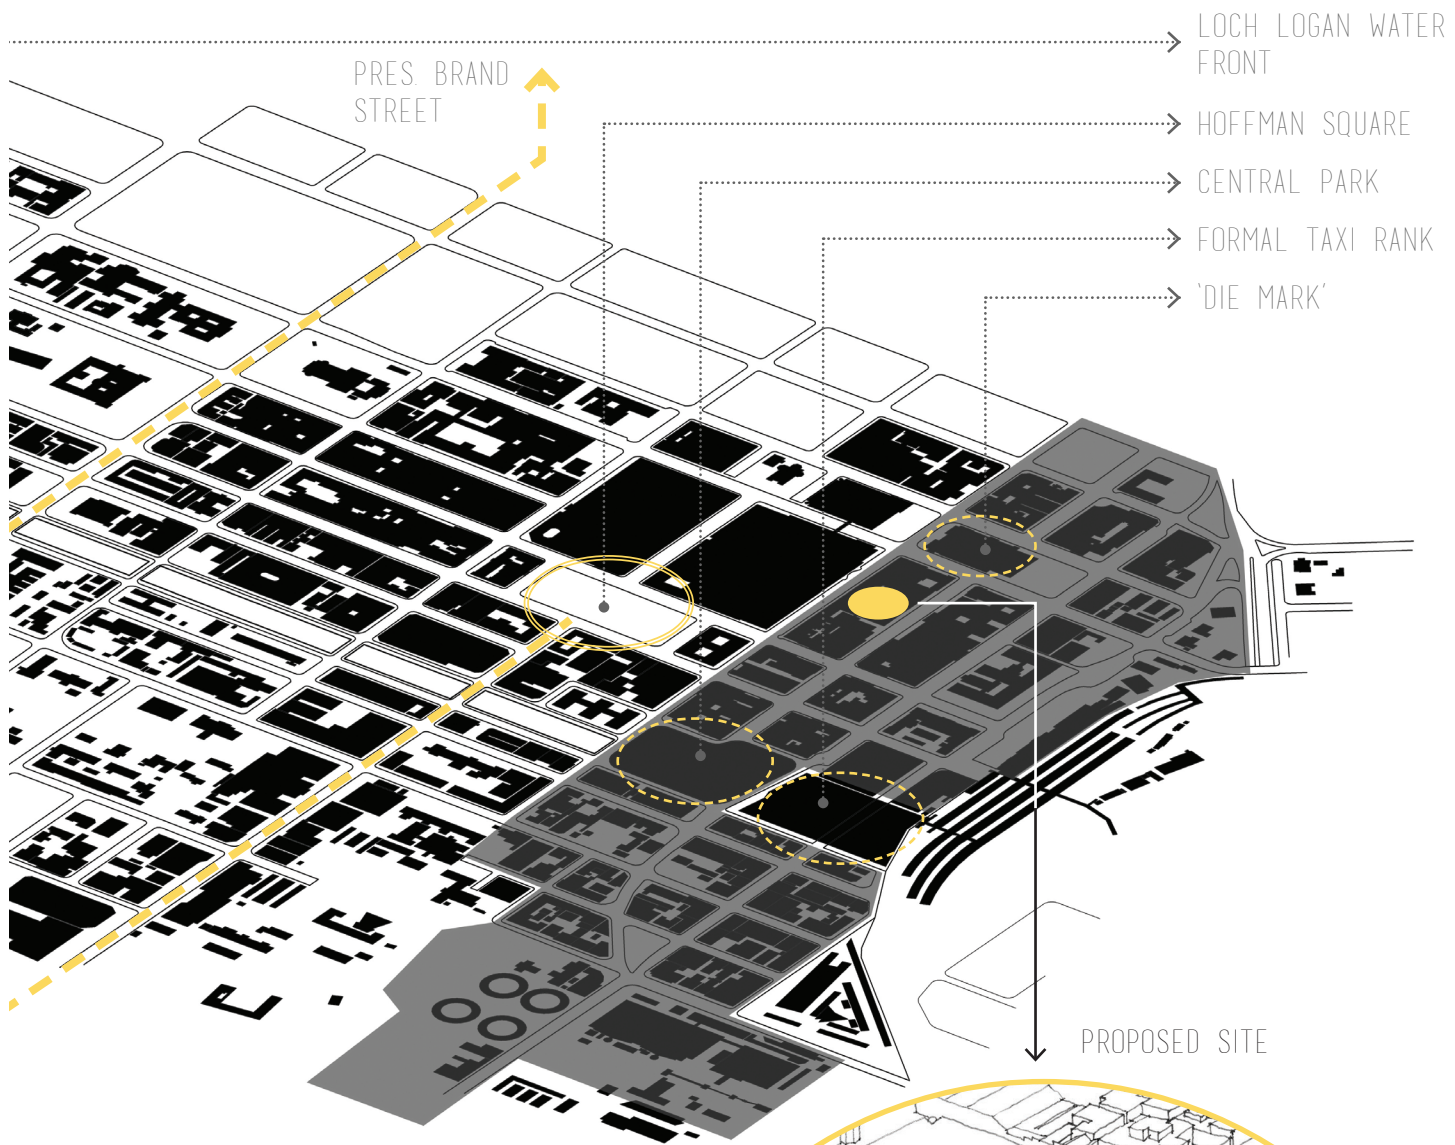 LOCH LOGAN WATER
FRONT
PRES. BRAND
STREET
HOFFMAN SQUARE
CENTRAL PARK
FORMAL TAXI RANK
'DIE MARK'
PROPOSED SITE